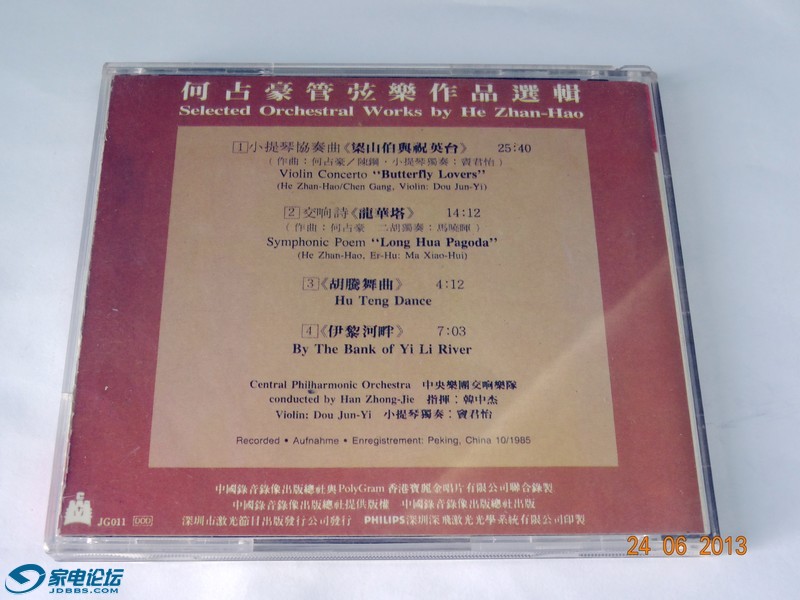 何占豪管弦樂作品選輯
Selected Orchestral Works by He Zhan-Hao
1 小提琴協奏曲《梁山伯與祝英台》 25:40
(作曲:何占豪/陳鋼·小提琴獨奏:竇君怡)
Violin Concerto "Butterfly Lovers"
(He Zhan-Hao/Chen Gang, Violin: Dou Jun-Yi)
2 交响詩《龍華塔》 14:12
(作曲:何占豪 二胡獨奏:馬曉暉)
Symphonic Poem "Long Hua Pagoda"
(He Zhan-Hao, Er-Hu: Ma Xiao-Hui)
3 《胡騰舞曲》 4:12
Hu Teng Dance
4 《伊黎河畔》 7:03
By The Bank of Yi Li River
Central Philharmonic Orchestra 中央樂團交响樂隊
conducted by Han Zhong-Jie 指揮:韓中杰
Violin: Dou Jun-Yi 小提琴獨奏:竇君怡
Recorded • Aufnahme • Enregistrement: Peking, China 10/1985
中國錄音錄像出版總社與PolyGram香港寶麗金唱片有限公司聯合錄製
中國錄音錄像出版總社提供版權 中國錄音錄像出版總社出版
JG011 DDD 深圳市激光節目出版發行公司發行 PHILIPS深圳深飛激光光學系統有限公司印製
24 06 2013
家电论坛
JDBBS.COM